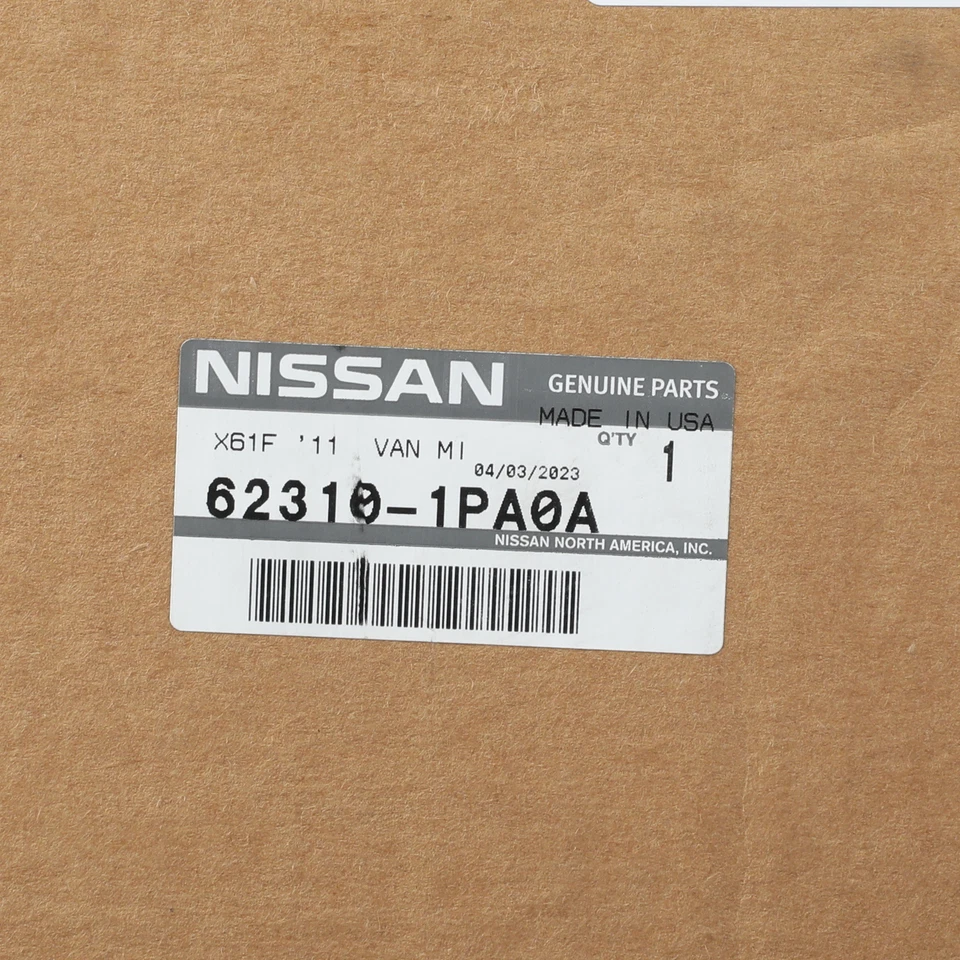 NISSAN GENUINE PARTS
MADE IN USA
X61F '11 VAN MI Q'TY 1
04/03/2023
62310-1PA0A
NISSAN NORTH AMERICA, INC.